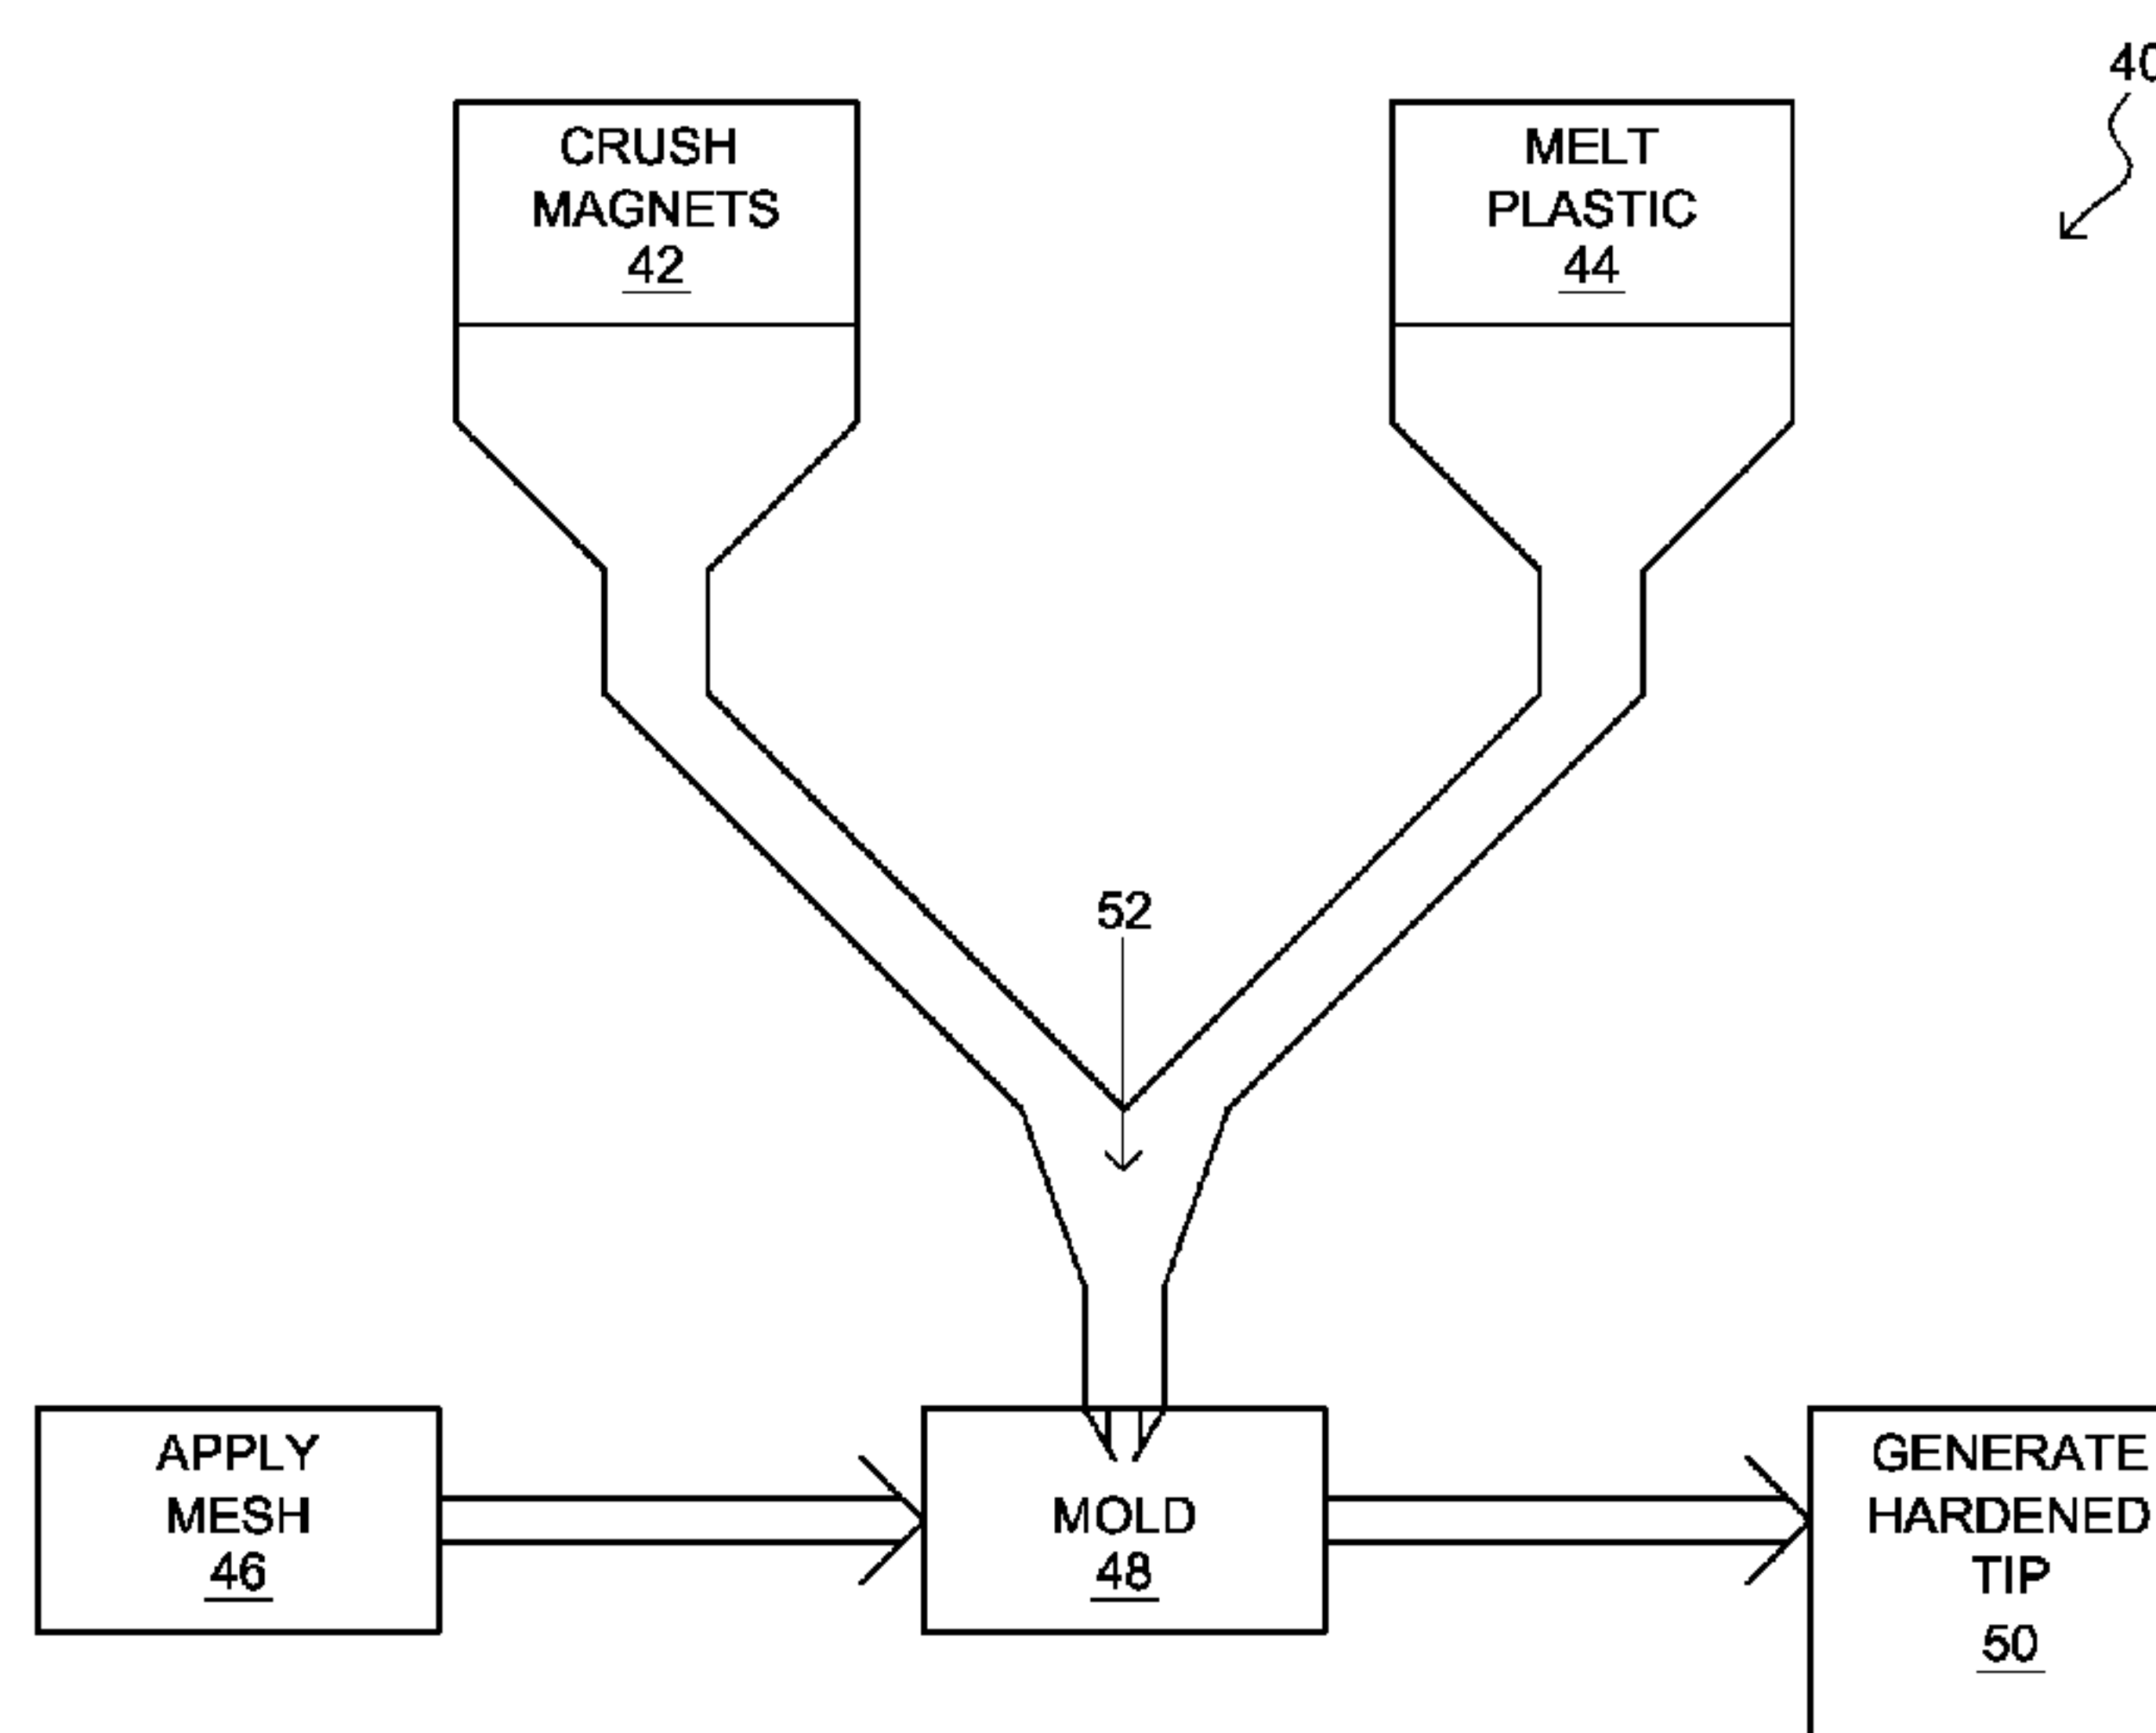 40
CRUSH
MAGNETS
42
MELT
PLASTIC
44
52
APPLY
MESH
46
MOLD
48
GENERATE
HARDENED
TIP
50